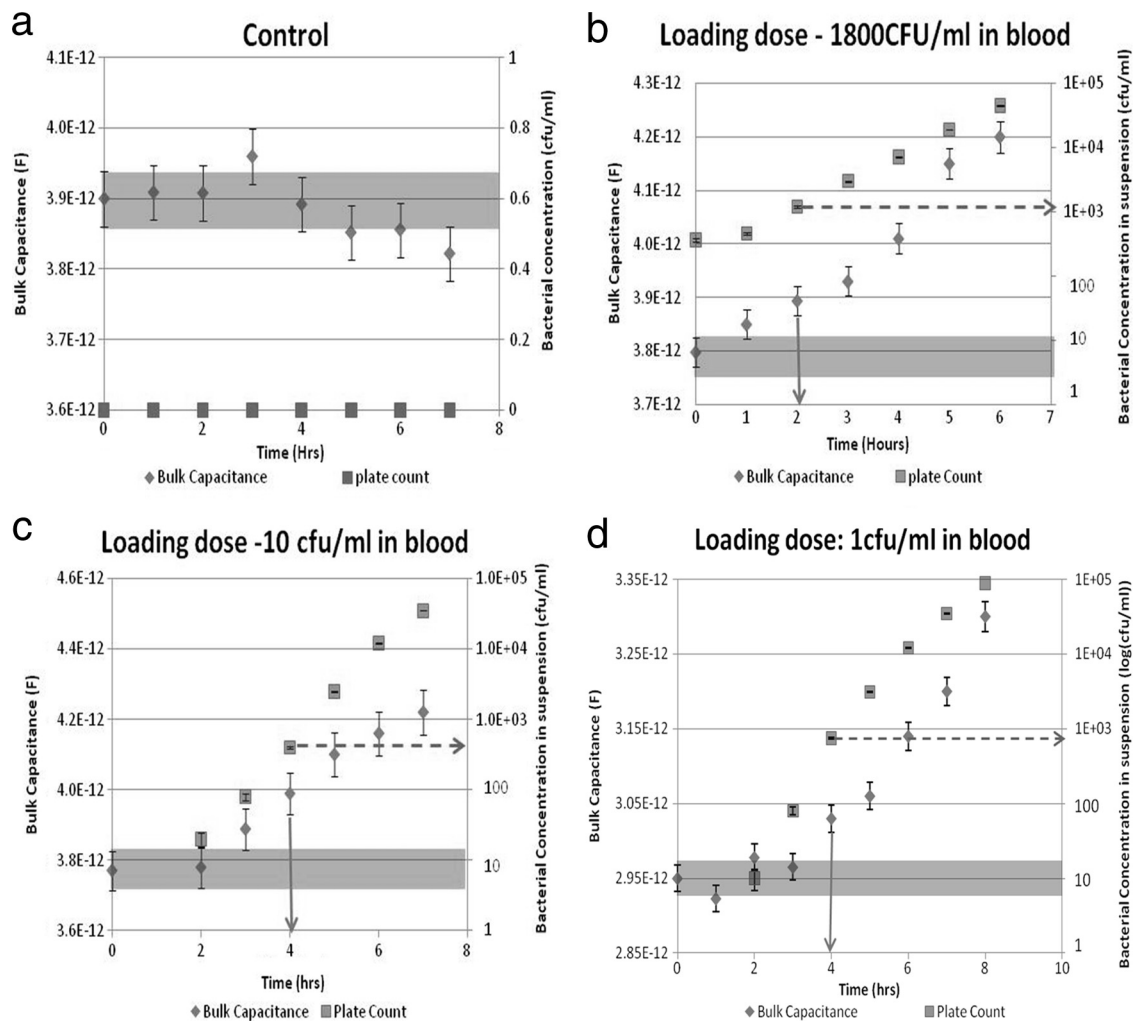 a
Control
4.1E-12
4.0E-12
3.9E-12
3.8E-12
3.7E-12
3.6E-12
Bulk Capacitance (F)
1
0.8
0.6
0.4
0.2
0
Bacterial concentration (cfu/ml)
0 2 4 6 8
Time (Hrs)
Bulk Capacitance plate count
b
Loading dose - 1800CFU/ml in blood
4.3E-12
4.2E-12
4.1E-12
4.0E-12
3.9E-12
3.8E-12
3.7E-12
Bulk Capacitance (F)
1E+05
1E+04
1E+03
100
10
1
Bacterial Concentration in suspension (cfu/ml)
0 1 2 3 4 5 6 7
Time (Hours)
Bulk Capacitance plate Count
c
Loading dose -10 cfu/ml in blood
4.6E-12
4.4E-12
4.2E-12
4.0E-12
3.8E-12
3.6E-12
Bulk Capacitance (F)
1.0E+05
1.0E+04
1.0E+03
100
10
1
Bacterial Concentration in suspension (cfu/ml)
0 2 4 6 8
Time (hrs)
Bulk Capacitance Plate Count
d
Loading dose: 1cfu/ml in blood
3.35E-12
3.25E-12
3.15E-12
3.05E-12
2.95E-12
2.85E-12
Bulk Capacitance (F)
1E+05
1E+04
1E+03
100
10
1
Bacterial Concentration in suspension (log(cfu/ml))
0 2 4 6 8 10
Time (hrs)
Bulk Capacitance Plate Count